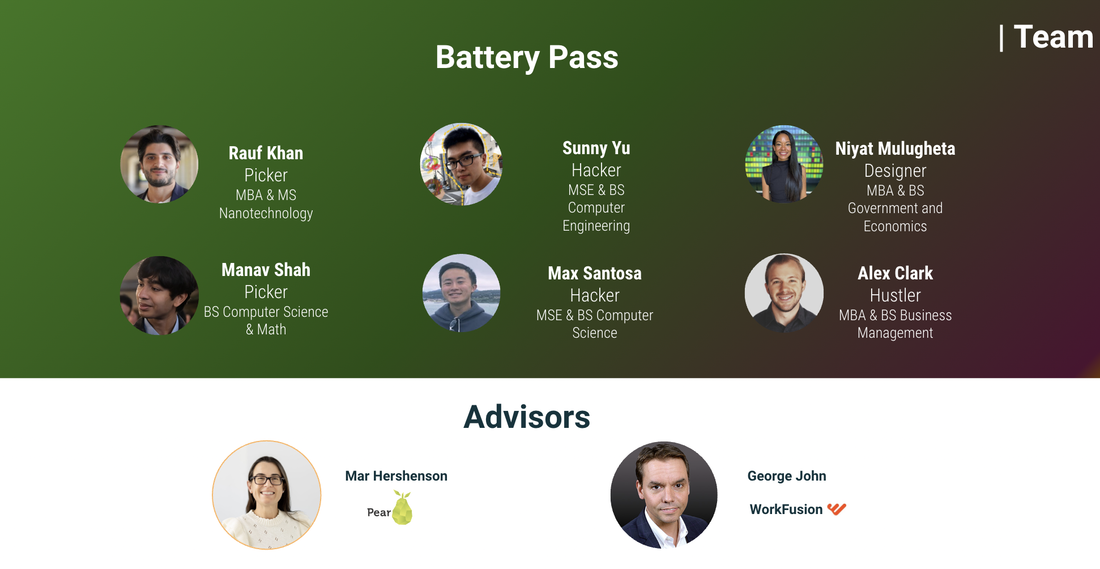 | Team
Battery Pass
Rauf Khan
Picker
MBA & MS
Nanotechnology
Sunny Yu
Hacker
MSE & BS
Computer
Engineering
Niyat Mulugheta
Designer
MBA & BS
Government and
Economics
Manav Shah
Picker
BS Computer Science
& Math
Max Santosa
Hacker
MSE & BS Computer
Science
Alex Clark
Hustler
MBA & BS Business
Management
Advisors
Mar Hershenson
Pear
George John
WorkFusion